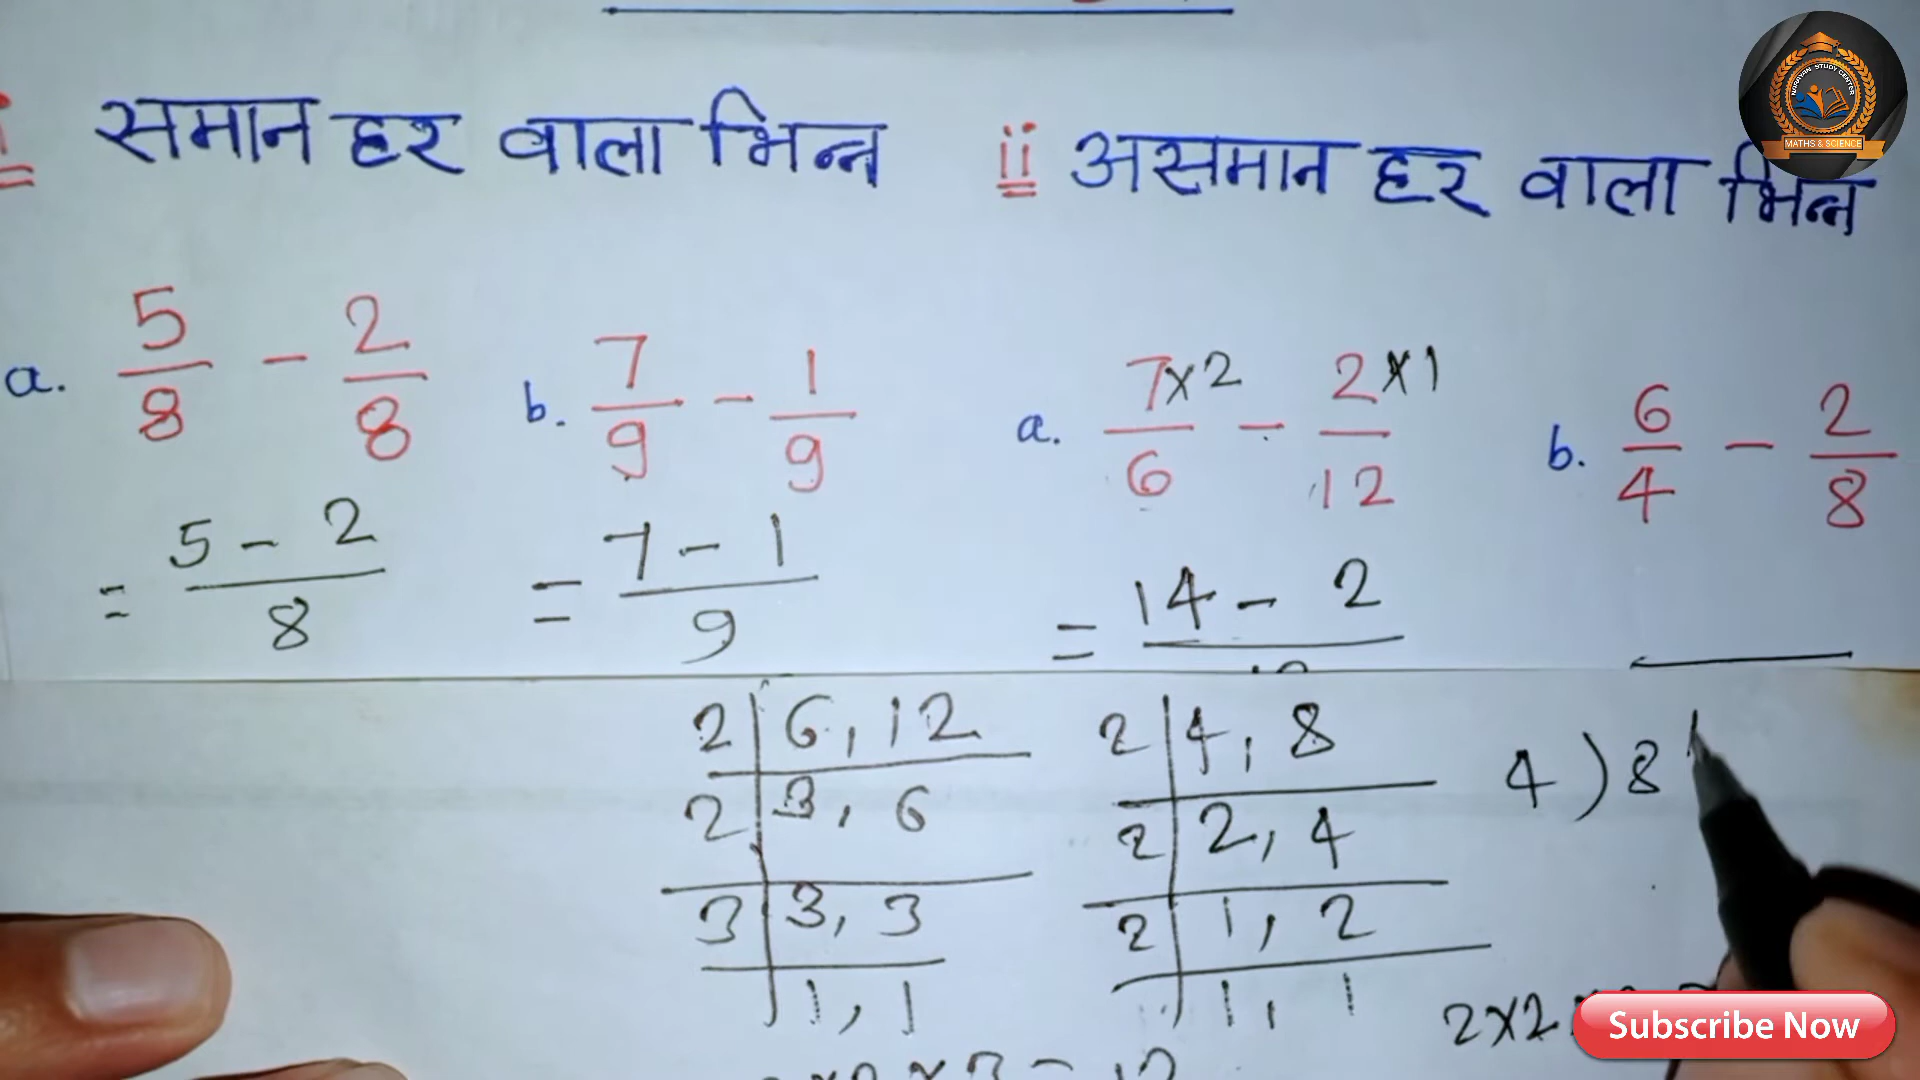 i समान हर वाला भिन्न
ii असमान हर वाला भिन्न
a. 5/8 - 2/8
= 5 - 2 / 8
b. 7/9 - 1/9
= 7 - 1 / 9
a. 7×2/6 - 2×1/12
= 14 - 2
b. 6/4 - 2/8
2 | 6, 12
2 | 3, 6
3 | 3, 3
1, 1
2 | 4, 8
2 | 2, 4
2 | 1, 2
1, 1
4 ) 8
2×2
NARAYAN STUDY CENTER
MATHS & SCIENCE
Subscribe Now